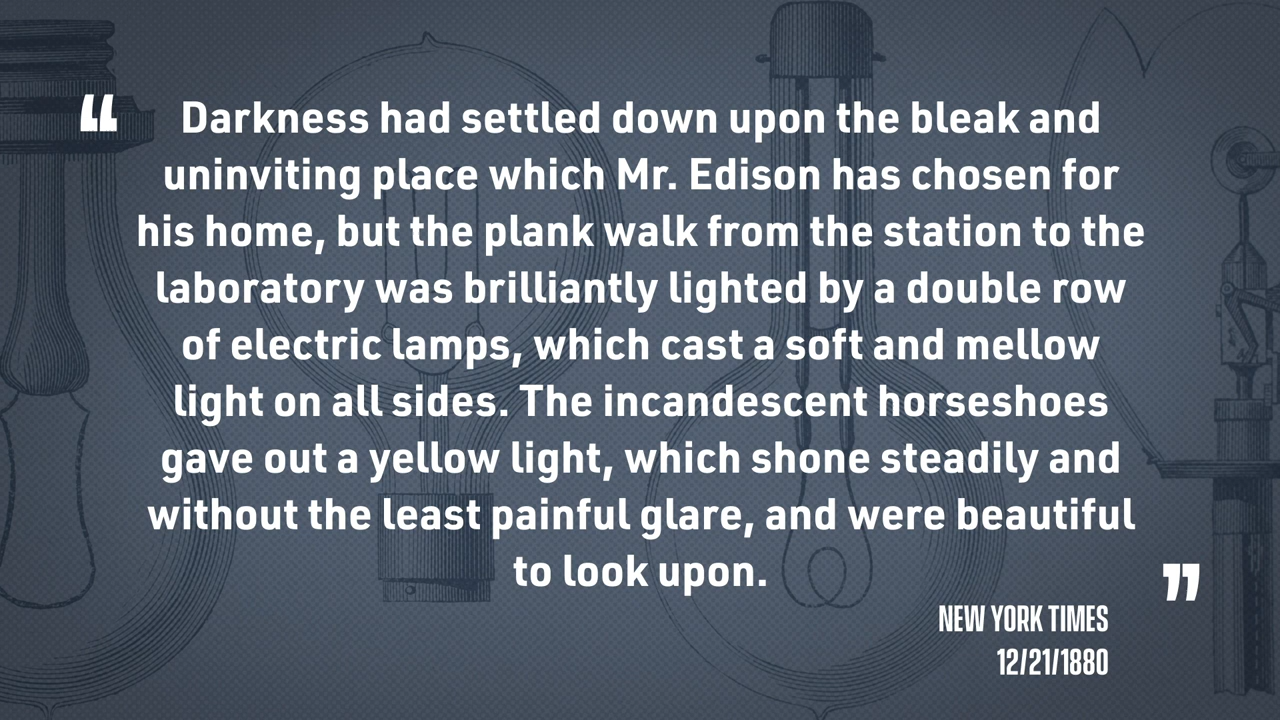 “ Darkness had settled down upon the bleak and
uninviting place which Mr. Edison has chosen for
his home, but the plank walk from the station to the
laboratory was brilliantly lighted by a double row
of electric lamps, which cast a soft and mellow
light on all sides. The incandescent horseshoes
gave out a yellow light, which shone steadily and
without the least painful glare, and were beautiful
to look upon. ”
NEW YORK TIMES
12/21/1880